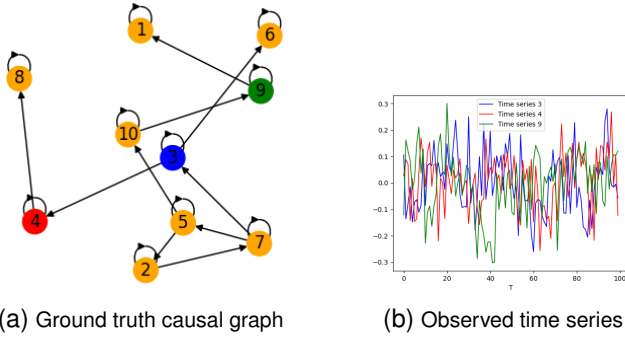 1
6
8
9
10
3
4
5
7
2
Time series 3
Time series 4
Time series 9
0.3
0.2
0.1
0.0
−0.1
−0.2
−0.3
0 20 40 60 80 100
T
(a) Ground truth causal graph
(b) Observed time series